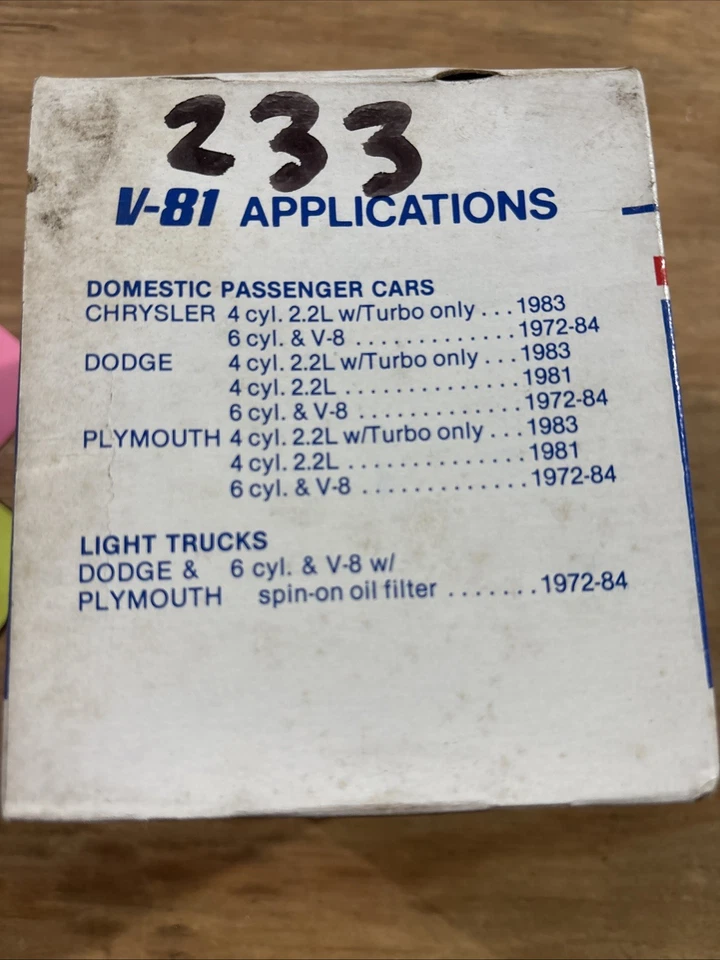 233
V-81 APPLICATIONS
DOMESTIC PASSENGER CARS
CHRYSLER 4 cyl. 2.2L w/Turbo only . . . 1983
6 cyl. & V-8 . . . . . . . . . . . . . 1972-84
DODGE 4 cyl. 2.2L w/Turbo only . . . 1983
4 cyl. 2.2L . . . . . . . . . . . . . . 1981
6 cyl. & V-8 . . . . . . . . . . . . . 1972-84
PLYMOUTH 4 cyl. 2.2L w/Turbo only . . . 1983
4 cyl. 2.2L . . . . . . . . . . . . . . 1981
6 cyl. & V-8 . . . . . . . . . . . . . 1972-84
LIGHT TRUCKS
DODGE & 6 cyl. & V-8 w/
PLYMOUTH spin-on oil filter . . . . . . . 1972-84